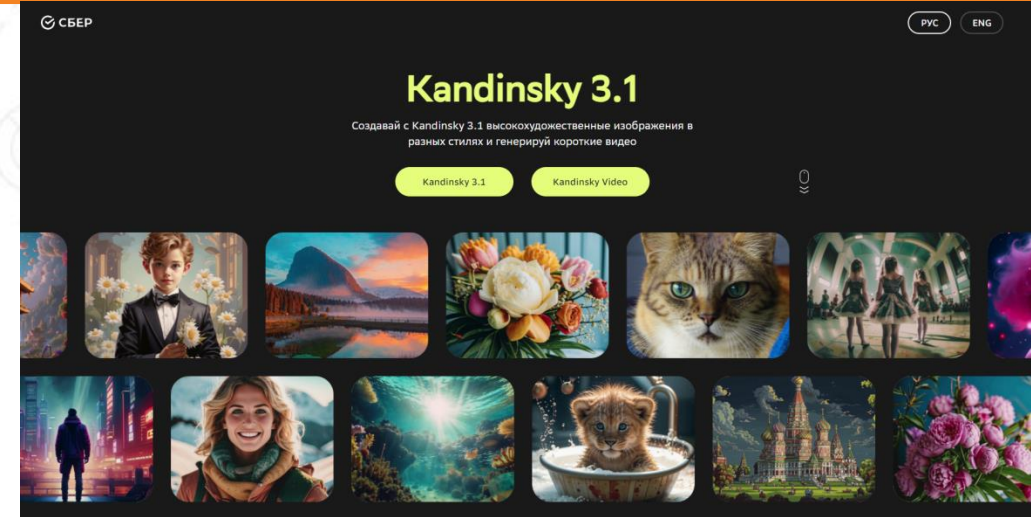 СБЕР
РУС
ENG
Kandinsky 3.1
Создавай с Kandinsky 3.1 высокохудожественные изображения в
разных стилях и генерируй короткие видео
Kandinsky 3.1
Kandinsky Video